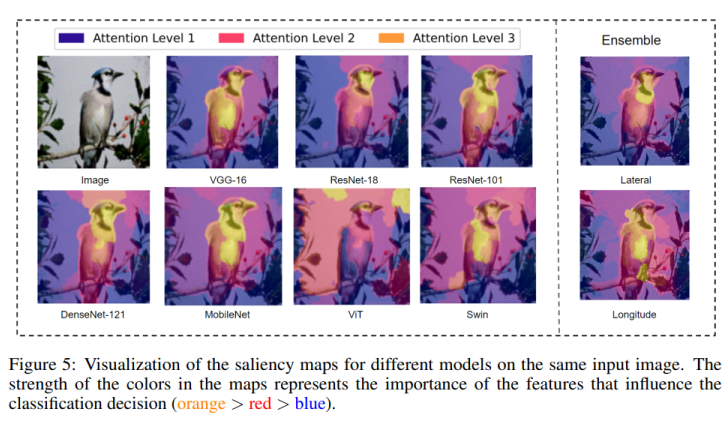 Attention Level 1 Attention Level 2 Attention Level 3
Ensemble
Image VGG-16 ResNet-18 ResNet-101 Lateral
DenseNet-121 MobileNet ViT Swin Longitude
Figure 5: Visualization of the saliency maps for different models on the same input image. The
strength of the colors in the maps represents the importance of the features that influence the
classification decision (orange > red > blue).